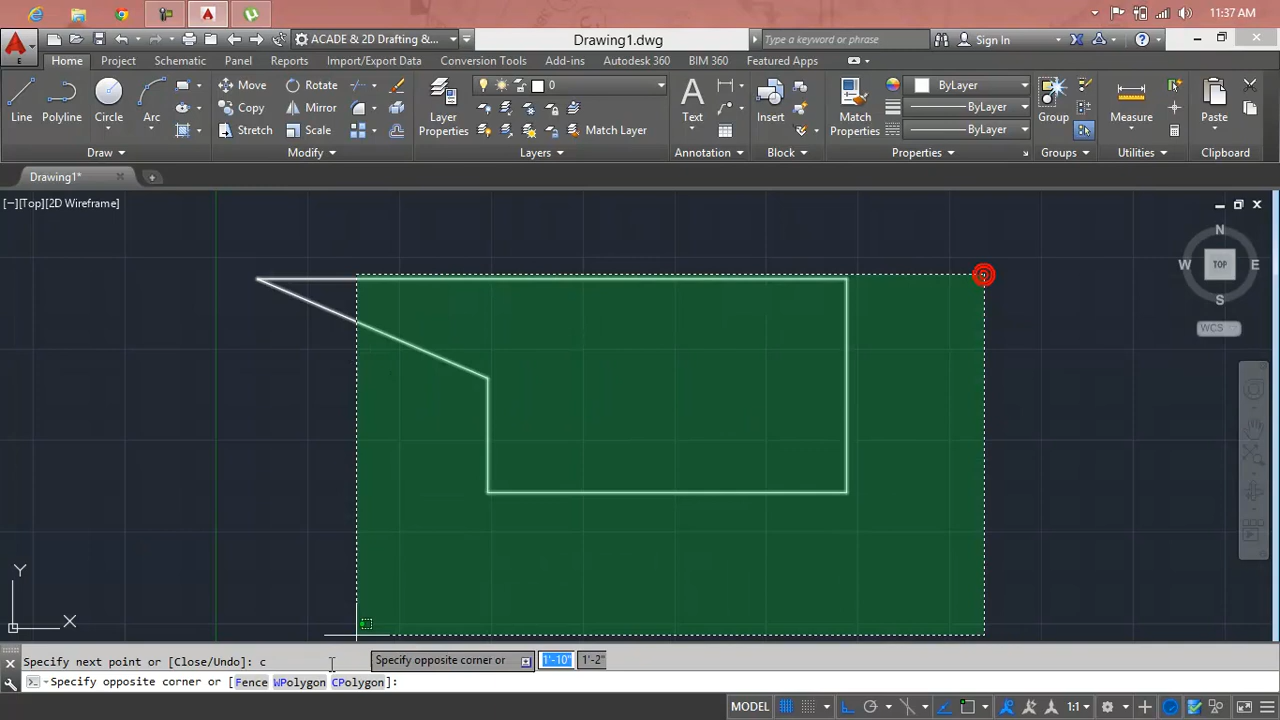 11:37 AM
ACADE & 2D Drafting &...
Drawing1.dwg
Type a keyword or phrase
Sign In
E
Home Project Schematic Panel Reports Import/Export Data Conversion Tools Add-ins Autodesk 360 BIM 360 Featured Apps
Line
Polyline
Circle
Arc
Move
Copy
Stretch
Rotate
Mirror
Scale
Layer
Properties
0
Match Layer
Text
Insert
Match
Properties
ByLayer
ByLayer
ByLayer
Group
Measure
Paste
Draw Modify Layers Annotation Block Properties Groups Utilities Clipboard
Drawing1*
[−][Top][2D Wireframe]
N
W TOP E
S
WCS
Y
X
Specify next point or [Close/Undo]: c
Specify opposite corner or
1'-10"
1'-2"
Specify opposite corner or [Fence WPolygon CPolygon]:
MODEL
1:1